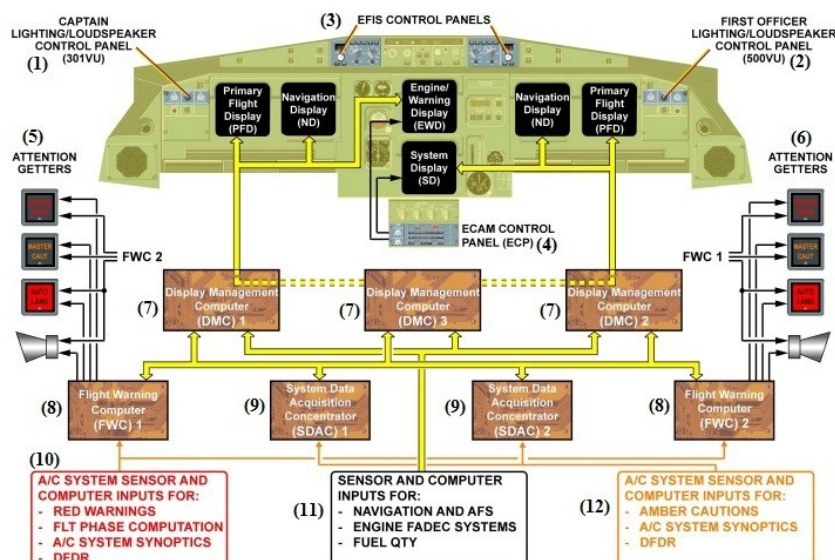 CAPTAIN
LIGHTING/LOUDSPEAKER
CONTROL PANEL
(301VU)
(1)
(3)
EFIS CONTROL PANELS
FIRST OFFICER
LIGHTING/LOUDSPEAKER
CONTROL PANEL
(500VU)
(2)
Primary
Flight
Display
(PFD)
Navigation
Display
(ND)
Engine/
Warning
Display
(EWD)
Navigation
Display
(ND)
Primary
Flight
Display
(PFD)
System
Display
(SD)
(5)
ATTENTION
GETTERS
MASTER
CAUT
AUTO
LAND
FWC 2
ECAM CONTROL
PANEL (ECP)
(4)
(6)
ATTENTION
GETTERS
MASTER
CAUT
AUTO
LAND
FWC 1
(7)
Display Management
Computer
(DMC) 1
(7)
Display Management
Computer
(DMC) 3
(7)
Display Management
Computer
(DMC) 2
(8)
Flight Warning
Computer
(FWC) 1
(9)
System Data
Acquisition
Concentrator
(SDAC) 1
(9)
System Data
Acquisition
Concentrator
(SDAC) 2
(8)
Flight Warning
Computer
(FWC) 2
(10)
A/C SYSTEM SENSOR AND
COMPUTER INPUTS FOR:
- RED WARNINGS
- FLT PHASE COMPUTATION
- A/C SYSTEM SYNOPTICS
- DFDR
(11)
SENSOR AND COMPUTER
INPUTS FOR:
- NAVIGATION AND AFS
- ENGINE FADEC SYSTEMS
- FUEL QTY
(12)
A/C SYSTEM SENSOR AND
COMPUTER INPUTS FOR:
- AMBER CAUTIONS
- A/C SYSTEM SYNOPTICS
- DFDR